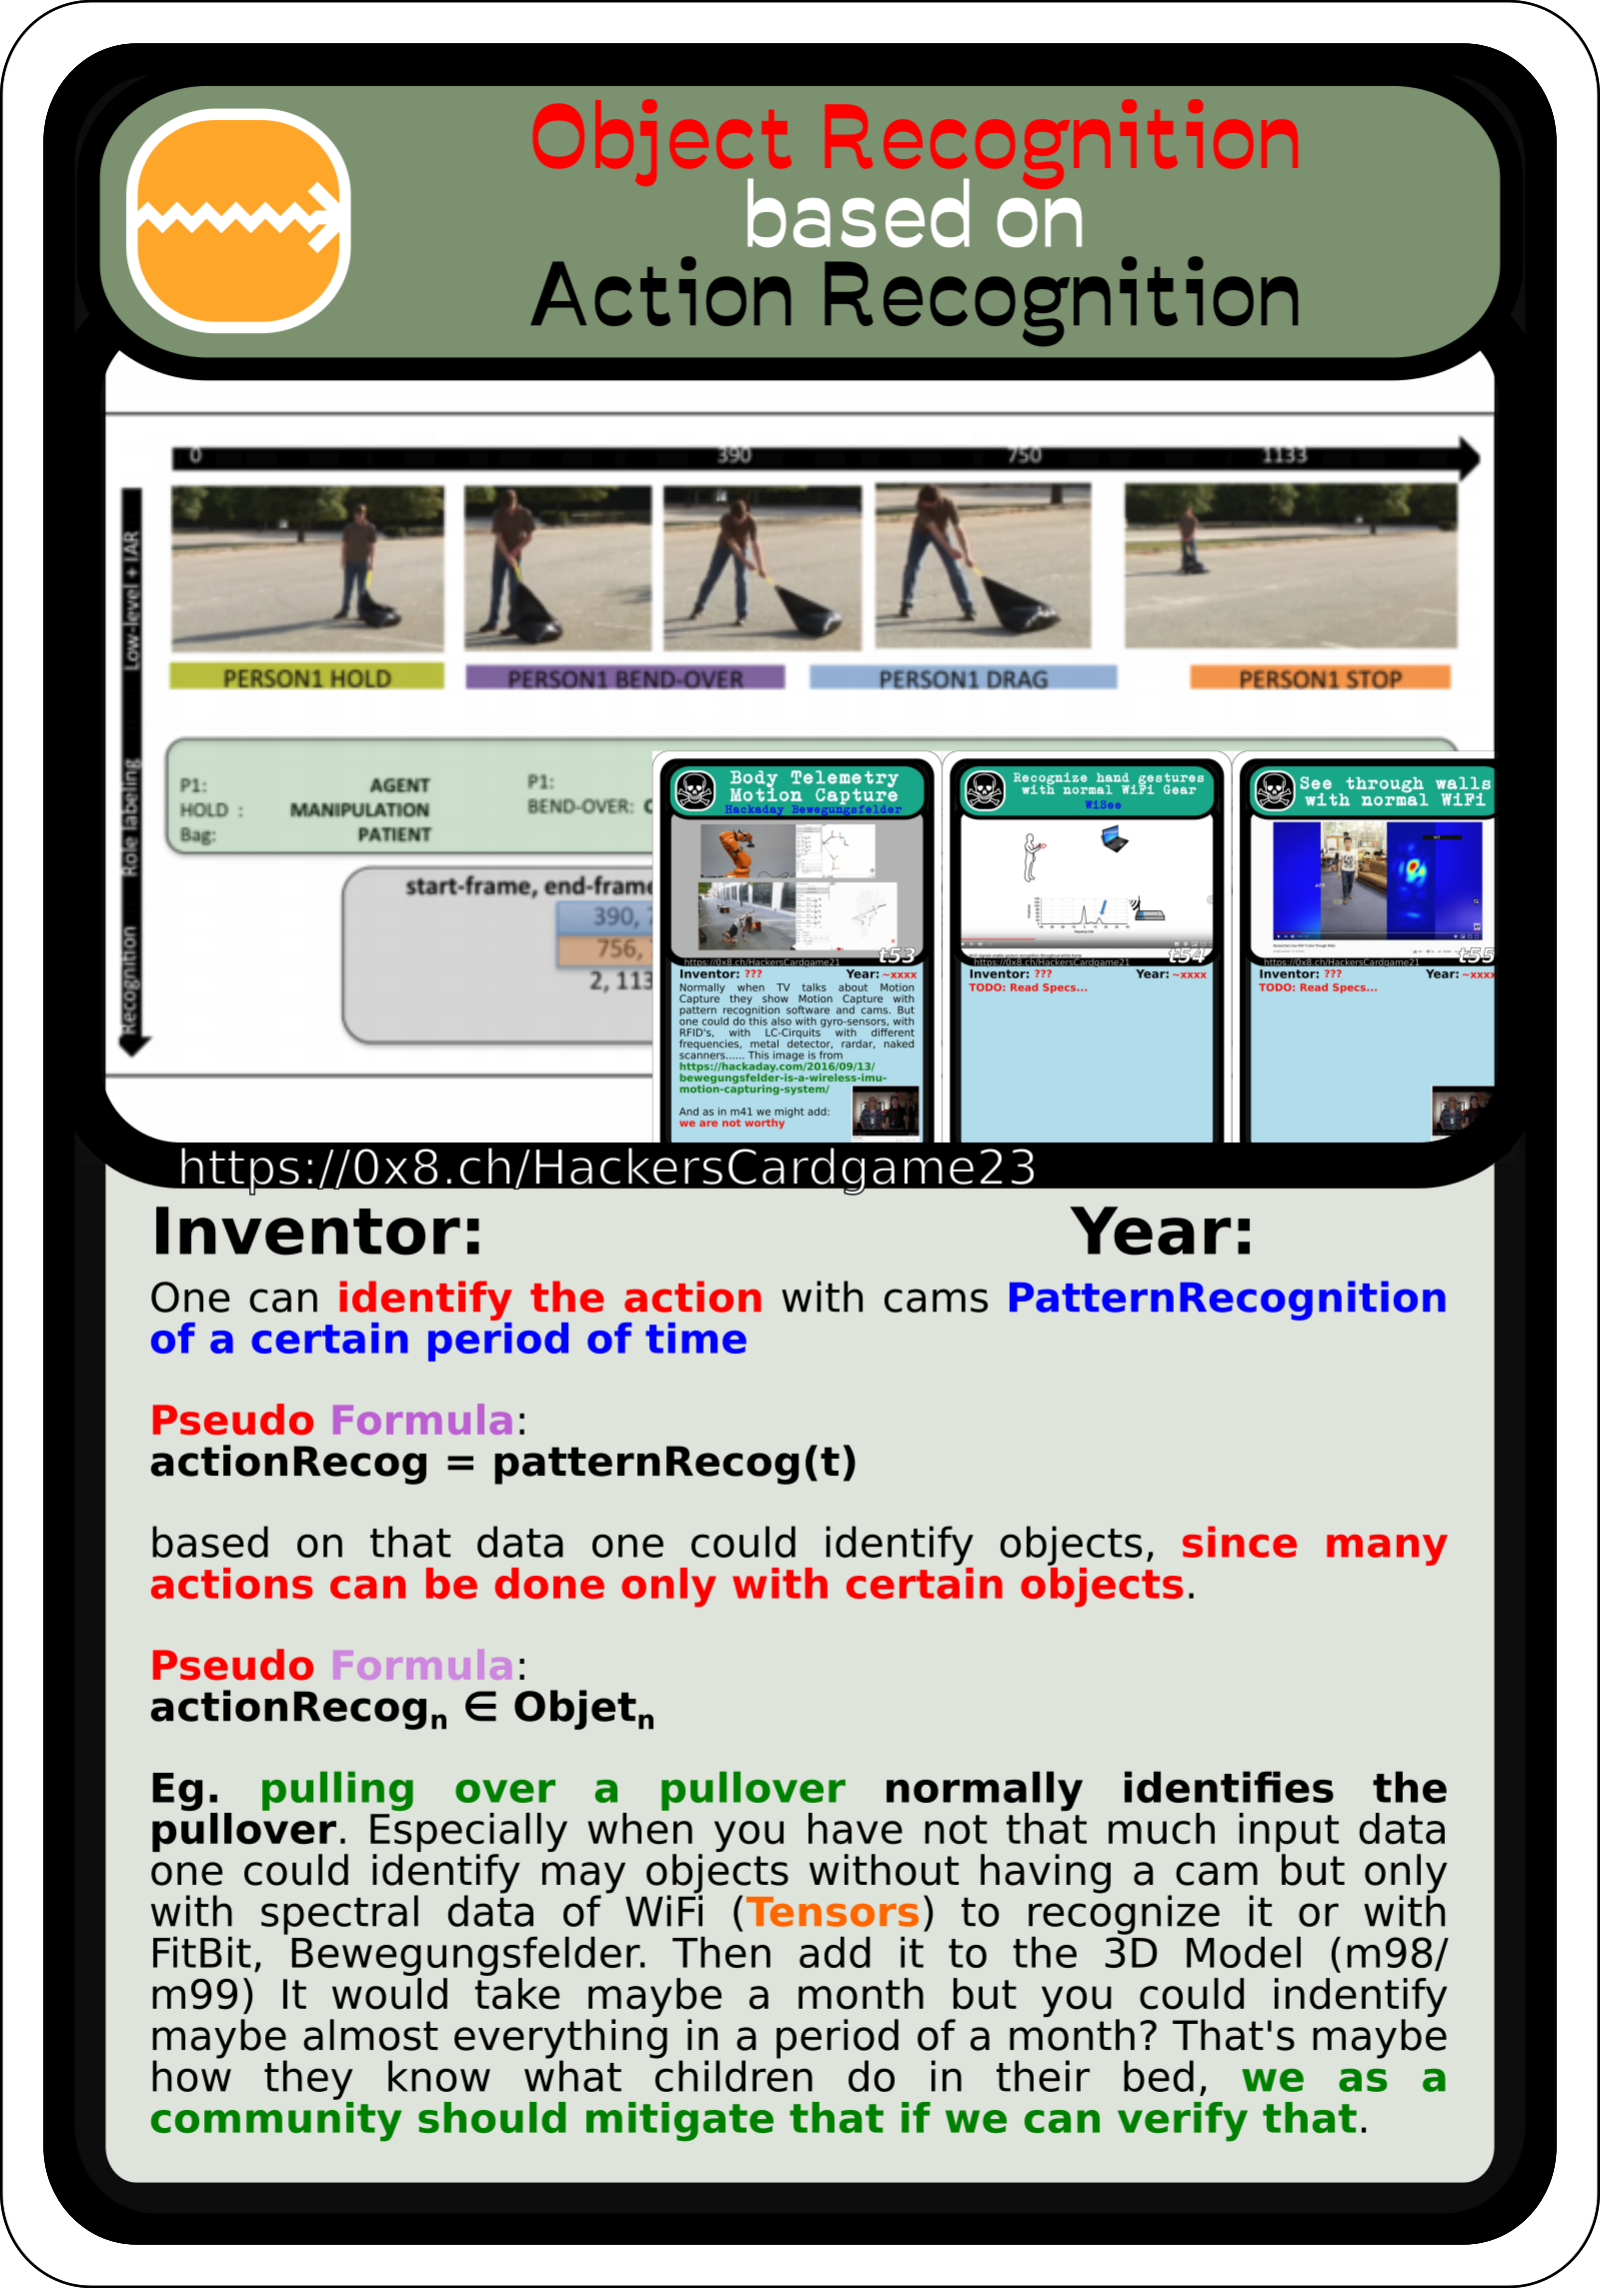 Object Recognition
based on
Action Recognition
0 390 750 1133
Low-level + IAR
Role labeling
Recognition
PERSON1 HOLD
PERSON1 BEND-OVER
PERSON1 DRAG
PERSON1 STOP
P1: AGENT
HOLD : MANIPULATION
Bag: PATIENT
P1:
BEND-OVER:
start-frame, end-frame
390,
756,
2, 113
Body Telemetry
Motion Capture
Hackaday Bewegungsfelder
t53
https://0x8.ch/HackersCardgame21
Inventor: ??? Year: ~xxxx
Normally when TV talks about Motion
Capture they show Motion Capture with
pattern recognition software and cams. But
one could do this also with gyro-sensors, with
RFID's, with LC-Cirquits with different
frequencies, metal detector, rardar, naked
scanners...... This image is from
https://hackaday.com/2016/09/13/
bewegungsfelder-is-a-wireless-imu-
motion-capturing-system/
And as in m41 we might add:
we are not worthy
Recognize hand gestures
with normal WiFi Gear
WiSee
t54
https://0x8.ch/HackersCardgame21
Inventor: ??? Year: ~xxxx
TODO: Read Specs...
See through walls
with normal WiFi
t55
https://0x8.ch/HackersCardgame21
Inventor: ??? Year: ~xxxx
TODO: Read Specs...
https://0x8.ch/HackersCardgame23
Inventor: Year:
One can identify the action with cams PatternRecognition
of a certain period of time
Pseudo Formula:
actionRecog = patternRecog(t)
based on that data one could identify objects, since many
actions can be done only with certain objects.
Pseudo Formula:
actionRecogₙ ∈ Objetₙ
Eg. pulling over a pullover normally identifies the
pullover. Especially when you have not that much input data
one could identify may objects without having a cam but only
with spectral data of WiFi (Tensors) to recognize it or with
FitBit, Bewegungsfelder. Then add it to the 3D Model (m98/
m99) It would take maybe a month but you could indentify
maybe almost everything in a period of a month? That's maybe
how they know what children do in their bed, we as a
community should mitigate that if we can verify that.